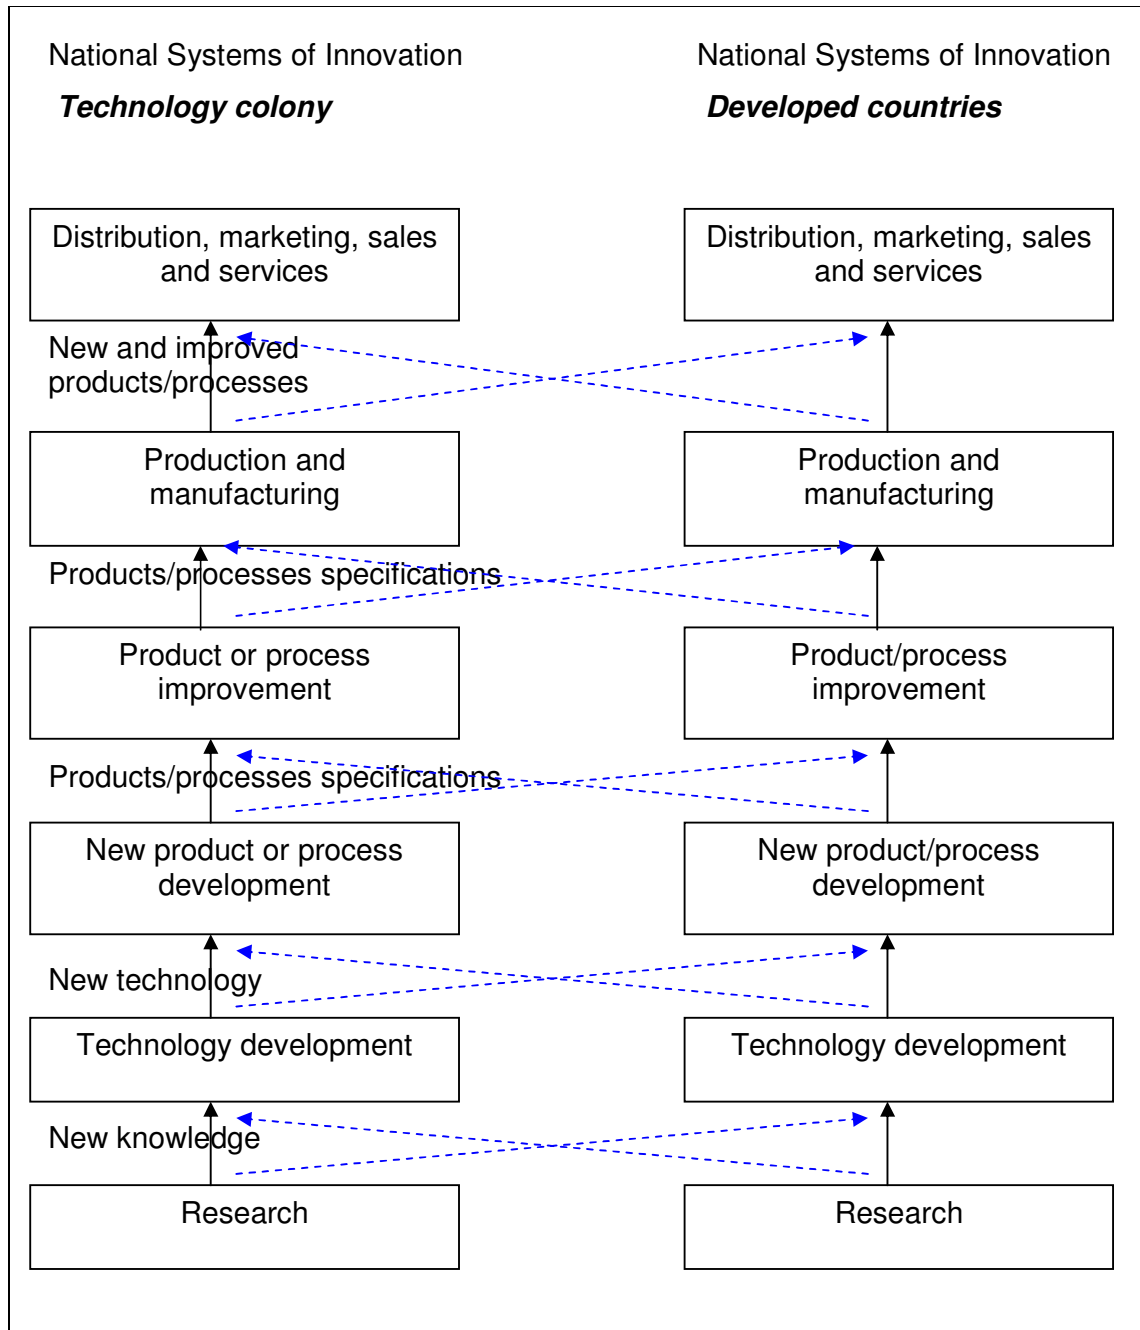 National Systems of Innovation
Technology colony
National Systems of Innovation
Developed countries
Distribution, marketing, sales
and services
Distribution, marketing, sales
and services
New and improved
products/processes
Production and
manufacturing
Production and
manufacturing
Products/processes specifications
Product or process
improvement
Product/process
improvement
Products/processes specifications
New product or process
development
New product/process
development
New technology
Technology development
Technology development
New knowledge
Research
Research